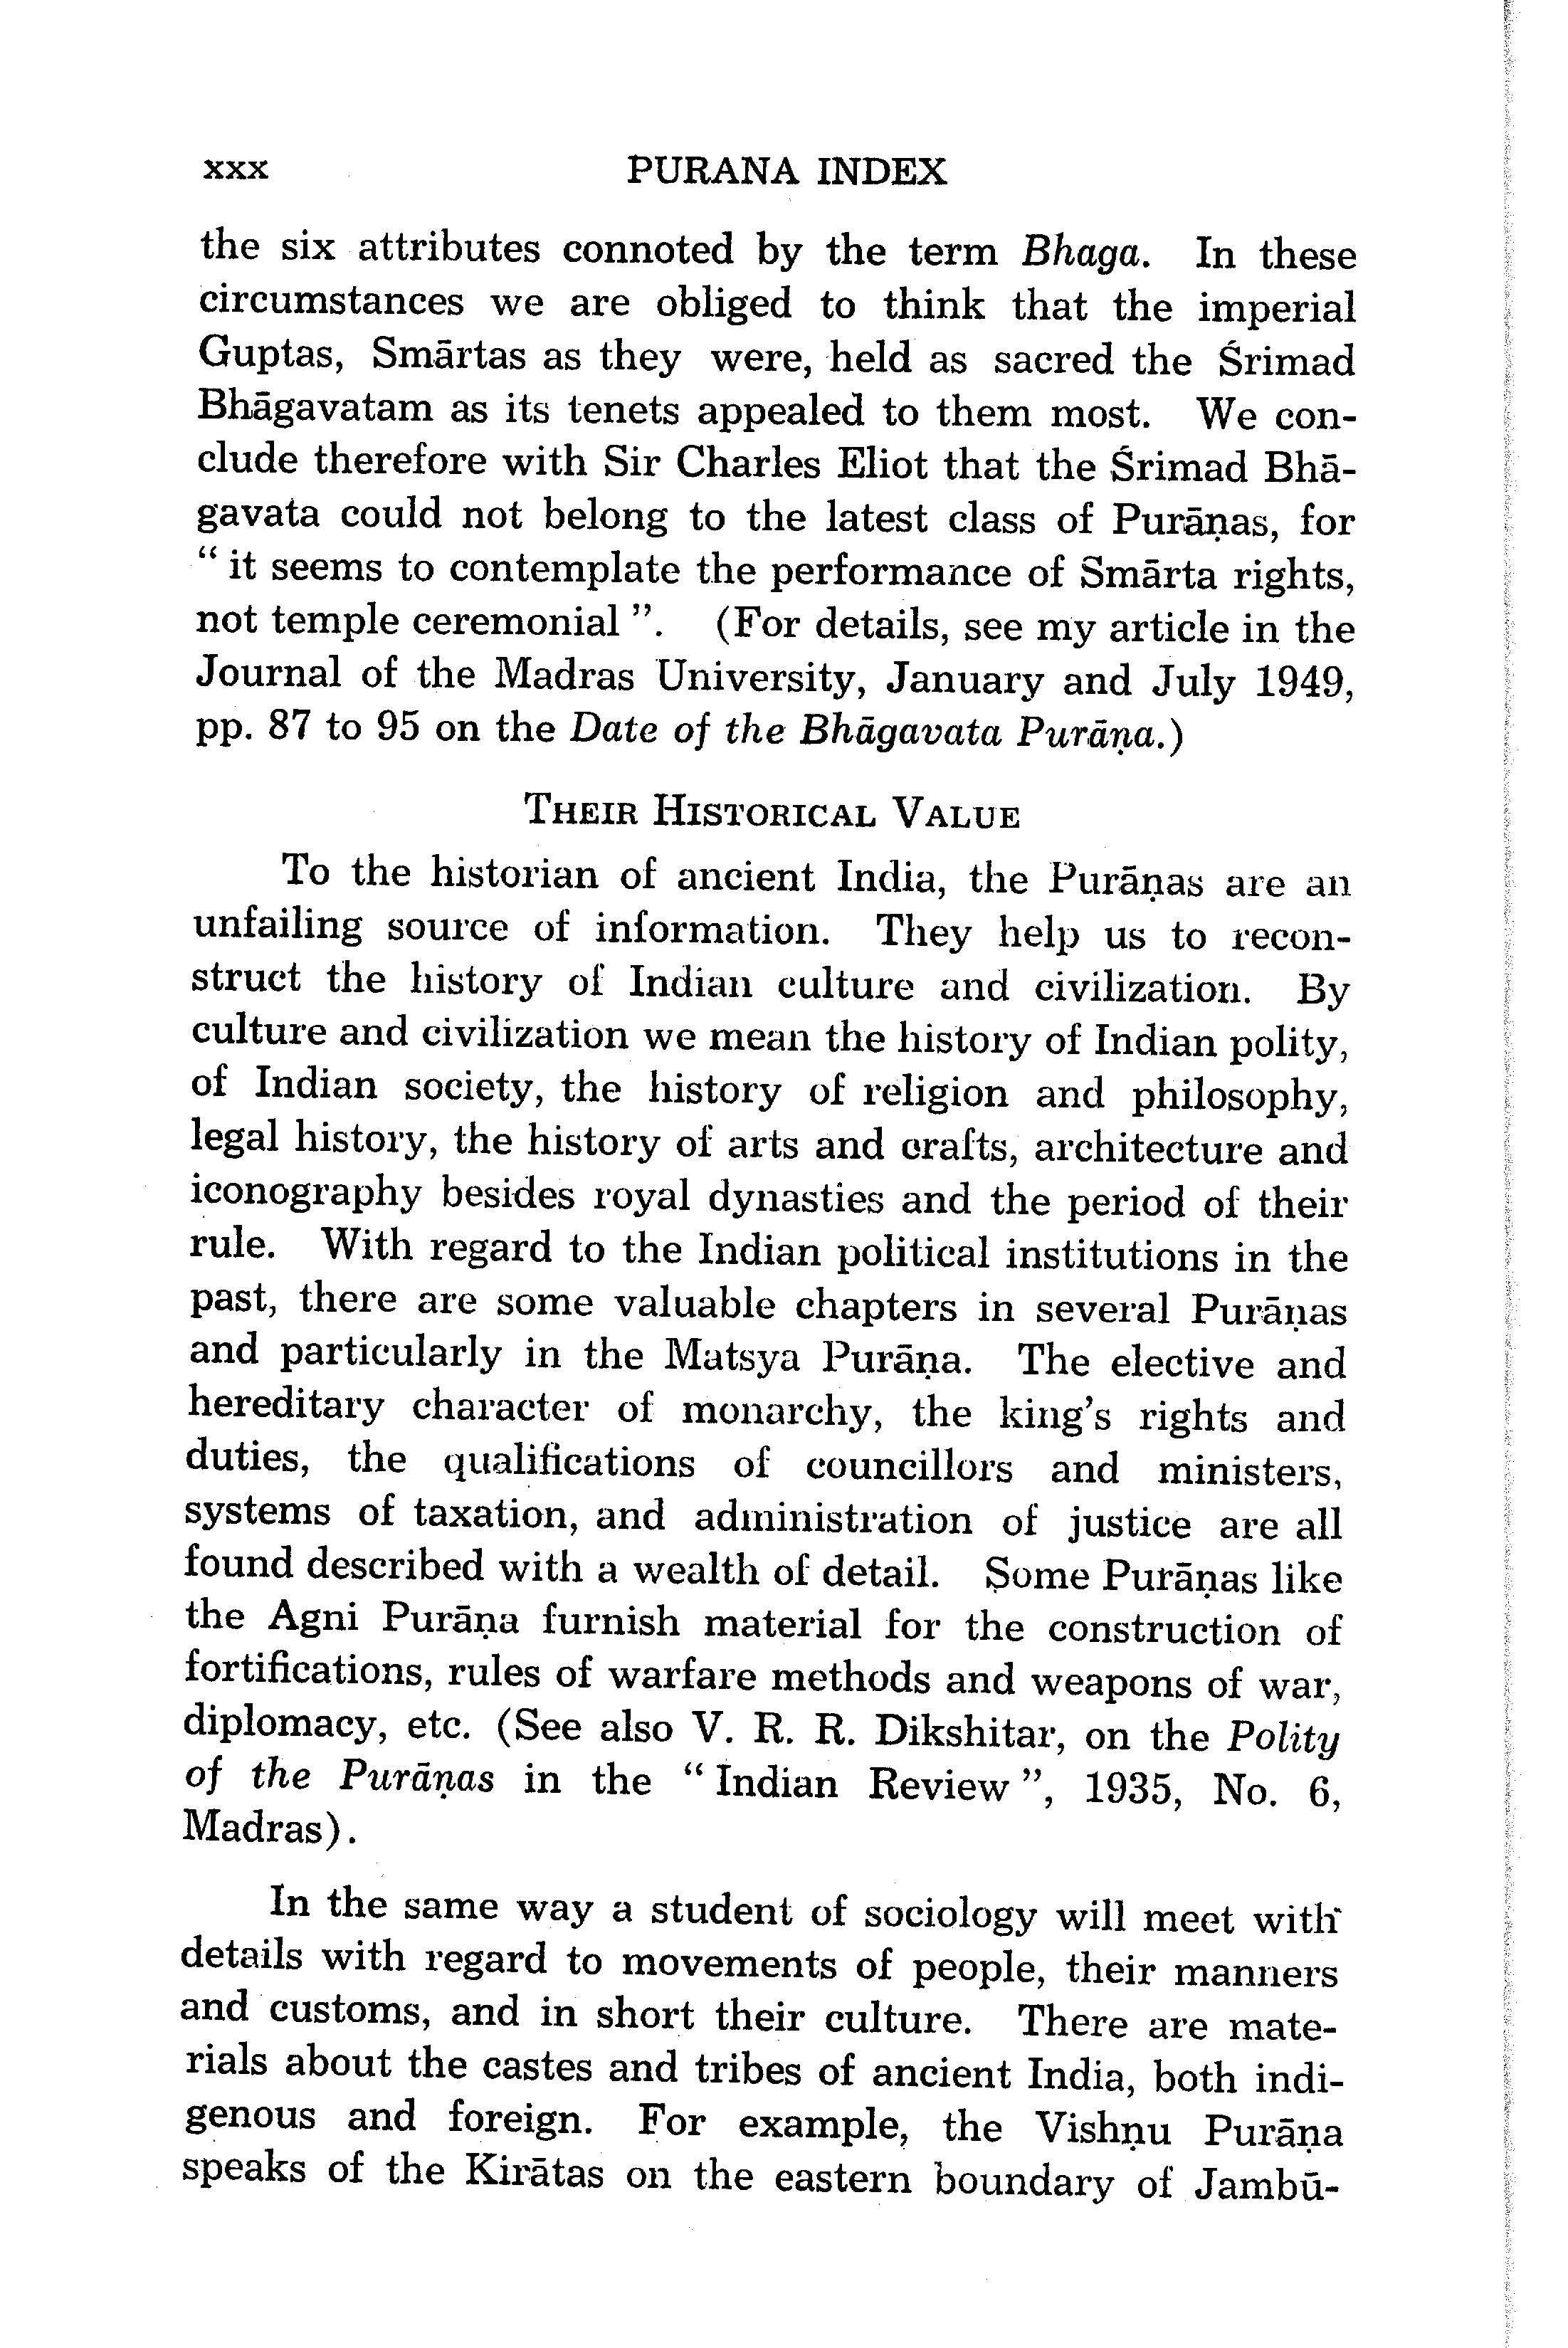 xxx PURANA INDEX
the six attributes connoted by the term Bhaga. In these
circumstances we are obliged to think that the imperial
Guptas, Smārtas as they were, held as sacred the Śrimad
Bhāgavatam as its tenets appealed to them most. We con-
clude therefore with Sir Charles Eliot that the Śrimad Bhā-
gavata could not belong to the latest class of Purāṇas, for
“ it seems to contemplate the performance of Smārta rights,
not temple ceremonial ”. (For details, see my article in the
Journal of the Madras University, January and July 1949,
pp. 87 to 95 on the Date of the Bhāgavata Purāṇa.)
THEIR HISTORICAL VALUE
To the historian of ancient India, the Purāṇas are an
unfailing source of information. They help us to recon-
struct the history of Indian culture and civilization. By
culture and civilization we mean the history of Indian polity,
of Indian society, the history of religion and philosophy,
legal history, the history of arts and crafts, architecture and
iconography besides royal dynasties and the period of their
rule. With regard to the Indian political institutions in the
past, there are some valuable chapters in several Purāṇas
and particularly in the Matsya Purāṇa. The elective and
hereditary character of monarchy, the king’s rights and
duties, the qualifications of councillors and ministers,
systems of taxation, and administration of justice are all
found described with a wealth of detail. Some Purāṇas like
the Agni Purāṇa furnish material for the construction of
fortifications, rules of warfare methods and weapons of war,
diplomacy, etc. (See also V. R. R. Dikshitar, on the Polity
of the Purāṇas in the “ Indian Review ”, 1935, No. 6,
Madras).
In the same way a student of sociology will meet with
details with regard to movements of people, their manners
and customs, and in short their culture. There are mate-
rials about the castes and tribes of ancient India, both indi-
genous and foreign. For example, the Vishṇu Purāṇa
speaks of the Kirātas on the eastern boundary of Jambū-